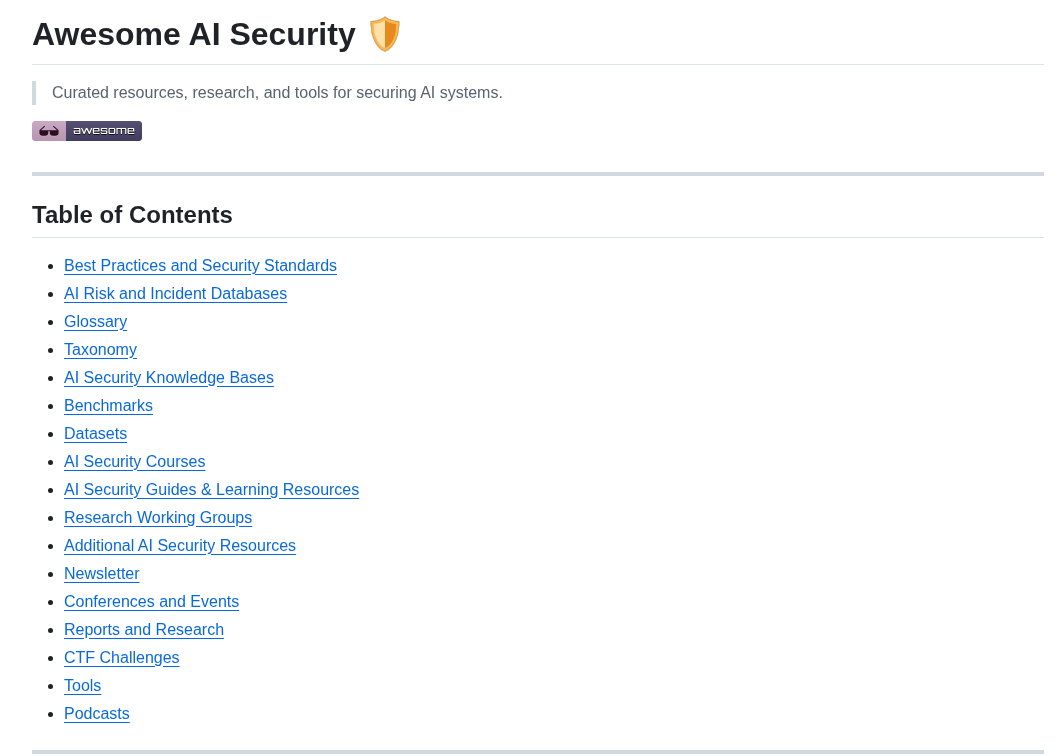 Awesome AI Security
Curated resources, research, and tools for securing AI systems.
awesome
Table of Contents
Best Practices and Security Standards
AI Risk and Incident Databases
Glossary
Taxonomy
AI Security Knowledge Bases
Benchmarks
Datasets
AI Security Courses
AI Security Guides & Learning Resources
Research Working Groups
Additional AI Security Resources
Newsletter
Conferences and Events
Reports and Research
CTF Challenges
Tools
Podcasts